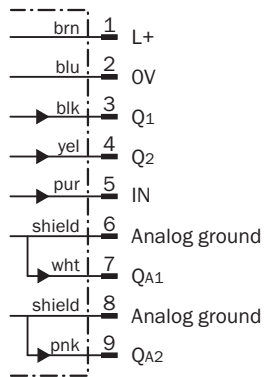 brn 1 L+
blu 2 0V
blk 3 Q1
yel 4 Q2
pur 5 IN
shield 6 Analog ground
wht 7 QA1
shield 8 Analog ground
pnk 9 QA2